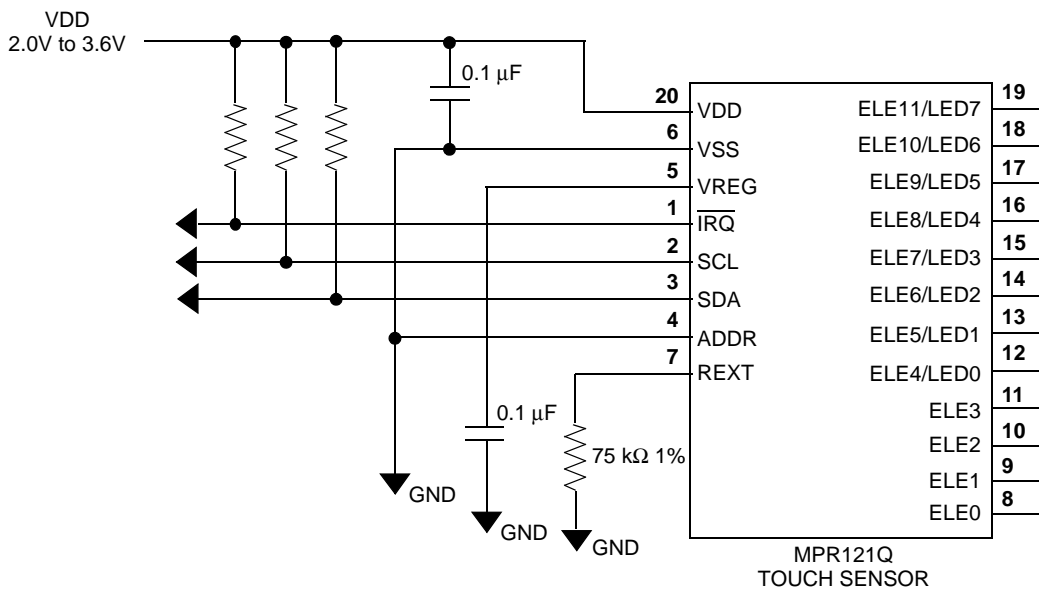 VDD
2.0V to 3.6V
0.1 μF
20 VDD
6 VSS
5 VREG
1 I̅R̅Q̅
2 SCL
3 SDA
4 ADDR
7 REXT
0.1 μF
75 kΩ 1%
GND
GND
GND
ELE11/LED7 19
ELE10/LED6 18
ELE9/LED5 17
ELE8/LED4 16
ELE7/LED3 15
ELE6/LED2 14
ELE5/LED1 13
ELE4/LED0 12
ELE3 11
ELE2 10
ELE1 9
ELE0 8
MPR121Q
TOUCH SENSOR